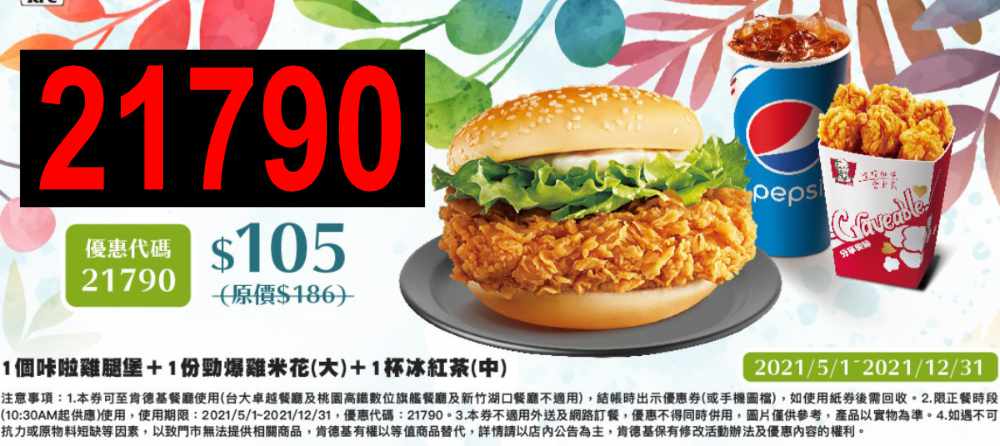 KFC
21790
優惠代碼
21790
$105
(原價$186)
pepsi
Craveable!
1個咔啦雞腿堡+1份勁爆雞米花(大)+1杯冰紅茶(中)
2021/5/1~2021/12/31
注意事項:1.本券可至肯德基餐廳使用(台大卓越餐廳及桃園高鐵數位旗艦餐廳及新竹湖口餐廳不適用),結帳時出示優惠券(或手機圖檔),如使用紙券後需回收。2.限正餐時段
(10:30AM起供應)使用,使用期限:2021/5/1~2021/12/31,優惠代碼:21790。3.本券不適用外送及網路訂餐,優惠不得同時併用,圖片僅供參考,產品以實物為準。4.如遇不可
抗力或原物料短缺等因素,以致門市無法提供相關商品,肯德基有權以等值商品替代,詳情請以店內公告為主,肯德基保有修改活動辦法及優惠內容的權利。